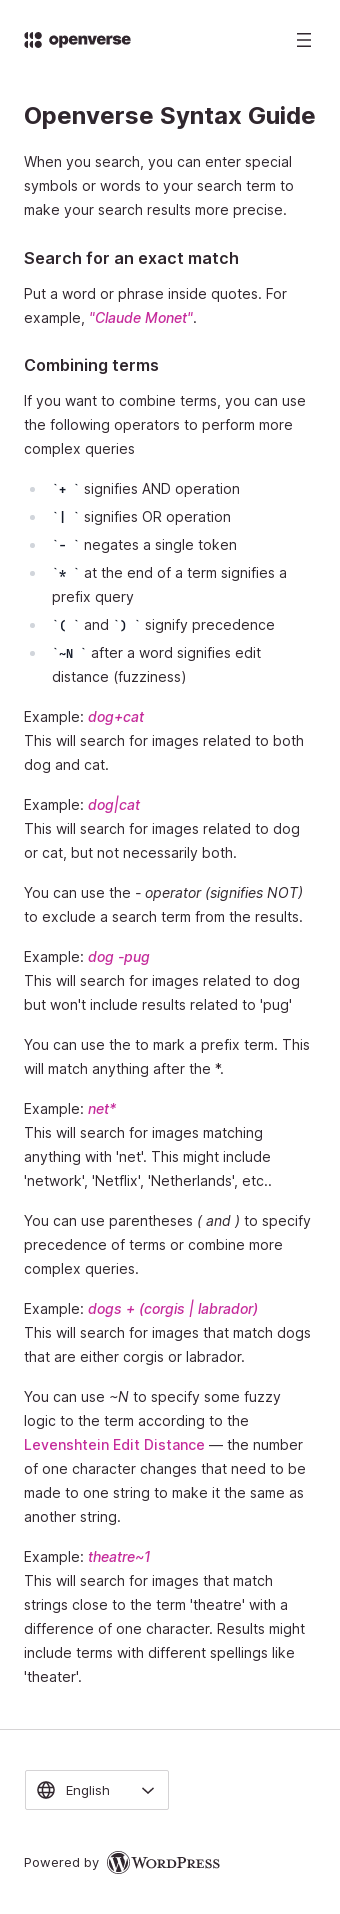 openverse
Openverse Syntax Guide
When you search, you can enter special
symbols or words to your search term to
make your search results more precise.
Search for an exact match
Put a word or phrase inside quotes. For
example, "Claude Monet".
Combining terms
If you want to combine terms, you can use
the following operators to perform more
complex queries
`+ ` signifies AND operation
`| ` signifies OR operation
`- ` negates a single token
`* ` at the end of a term signifies a
prefix query
`( ` and `) ` signify precedence
`~N ` after a word signifies edit
distance (fuzziness)
Example: dog+cat
This will search for images related to both
dog and cat.
Example: dog|cat
This will search for images related to dog
or cat, but not necessarily both.
You can use the - operator (signifies NOT)
to exclude a search term from the results.
Example: dog -pug
This will search for images related to dog
but won't include results related to 'pug'
You can use the to mark a prefix term. This
will match anything after the *.
Example: net*
This will search for images matching
anything with 'net'. This might include
'network', 'Netflix', 'Netherlands', etc..
You can use parentheses ( and ) to specify
precedence of terms or combine more
complex queries.
Example: dogs + (corgis | labrador)
This will search for images that match dogs
that are either corgis or labrador.
You can use ~N to specify some fuzzy
logic to the term according to the
Levenshtein Edit Distance — the number
of one character changes that need to be
made to one string to make it the same as
another string.
Example: theatre~1
This will search for images that match
strings close to the term 'theatre' with a
difference of one character. Results might
include terms with different spellings like
'theater'.
English
Powered by WORDPRESS